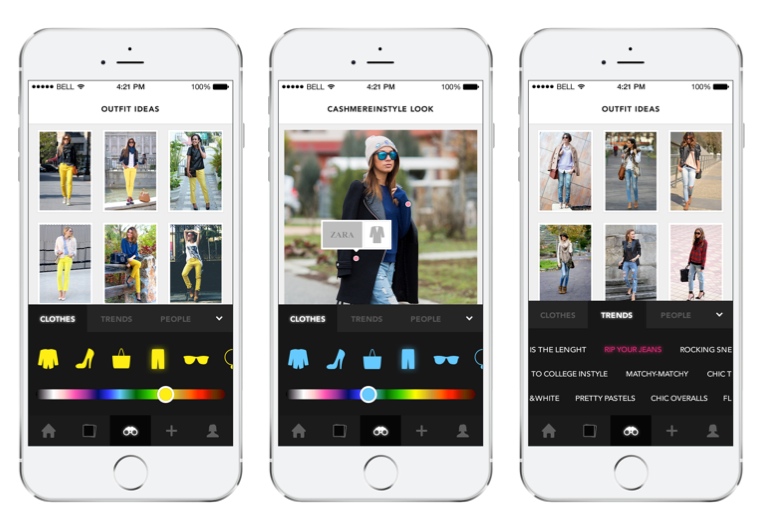 BELL 4:21 PM 100%
OUTFIT IDEAS
CLOTHES TRENDS PEOPLE
BELL 4:21 PM 100%
CASHMEREINSTYLE LOOK
ZARA
CLOTHES TRENDS PEOPLE
BELL 4:21 PM 100%
OUTFIT IDEAS
CLOTHES TRENDS PEOPLE
IS THE LENGHT RIP YOUR JEANS ROCKING SNE
TO COLLEGE INSTYLE MATCHY-MATCHY CHIC T
&WHITE PRETTY PASTELS CHIC OVERALLS FL